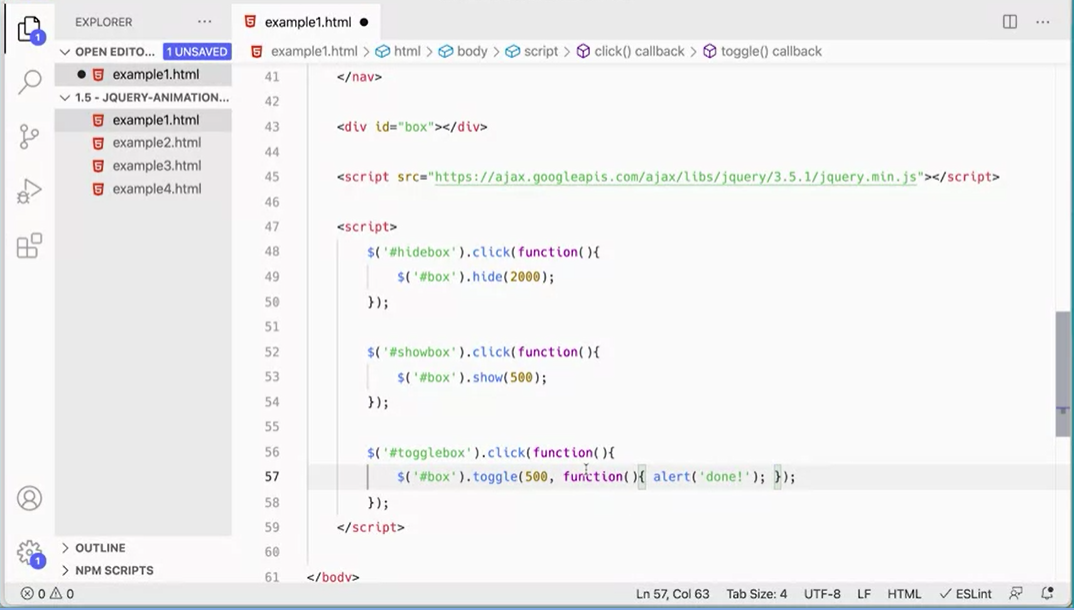 EXPLORER
···
OPEN EDITO...
1 UNSAVED
example1.html
1.5 - JQUERY-ANIMATION...
example1.html
example2.html
example3.html
example4.html
OUTLINE
NPM SCRIPTS
1
1
example1.html
···
example1.html > html > body > script > click() callback > toggle() callback
41 </nav>
42
43 <div id="box"></div>
44
45 <script src="https://ajax.googleapis.com/ajax/libs/jquery/3.5.1/jquery.min.js"></script>
46
47 <script>
48 $('#hidebox').click(function(){
49 $('#box').hide(2000);
50 });
51
52 $('#showbox').click(function(){
53 $('#box').show(500);
54 });
55
56 $('#togglebox').click(function(){
57 $('#box').toggle(500, function(){ alert('done!'); });
58 });
59 </script>
60
61 </body>
0 0
Ln 57, Col 63 Tab Size: 4 UTF-8 LF HTML ESLint